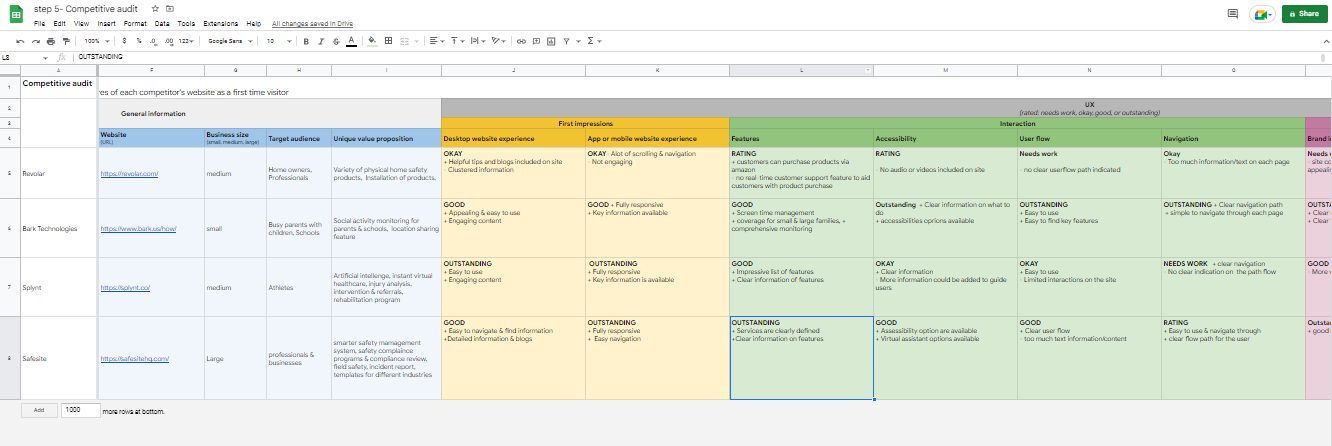 step 5- Competitive audit
File Edit View Insert Format Data Tools Extensions Help All changes saved in Drive
Share
100% $ % .0 .00 123 Google Sans 10 B I S A
L8 fx OUTSTANDING
A F G H I J K L M N O
1 Competitive audit
res of each competitor's website as a first time visitor
2 General information UX
(rated: needs work, okay, good, or outstanding)
3 First impressions Interaction
4 Website Business size Target audience Unique value proposition Desktop website experience App or mobile website experience Features Accessibility User flow Navigation Brand i
(URL) (small, medium, large)
5 Revolar
https://revolar.com/
medium
Home owners,
Professionals
Variety of physical home safety
products, Installation of products,
OKAY
+ Helpful tips and blogs included on site
- Clustered information
OKAY - Alot of scrolling & navigation
- Not engaging
RATING
+ customers can purchase products via
amazon
- no real-time customer support feature to aid
customers with product purchase
RATING
- No audio or videos included on site
Needs work
- no clear userflow path indicated
Okay
- Too much information/text on each page
Needs
- site cc
appealin
6 Bark Technologies
https://www.bark.us/how/
small
Busy parents with
children, Schools
Social activity monitoring for
parents & schools, location sharing
feature
GOOD
+ Appealing & easy to use
+ Engaging content
GOOD + Fully responsive
+ Key information available
GOOD
+ Screen time management
+ coverage for small & large families, +
comprehensive monitoring
Outstanding + Clear information on what to
do
+ accessibilities oprions available
OUTSTANDING
+ Easy to use
+ Easy to find key features
OUTSTANDING + Clear navigation path
+ simple to navigate through each page
OUTSTA
+ Clear
+ Clear
7 Splynt
https://splynt.co/
medium
Athletes
Artificial intellenge, instant virtual
healthcare, injury analysis,
intervention & referrals,
rehabilitation program
OUTSTANDING
+ Easy to use
+ Engaging content
OUTSTANDING
+ Fully responsive
+ Key information is available
GOOD
+ Impressive list of features
+ Clear information of features
OKAY
+ Clear information
- More information could be added to guide
users
OKAY
+ Easy to use
- Limited interactions on the site
NEEDS WORK + clear navigation
- No clear indication on the path flow
GOOD
- More
8 Safesite
https://safesitehq.com/
Large
professionals &
businesses
smarter safety mamagement
system, safety complaince
programs & compliance review,
field safety, incident report,
templates for different industries
GOOD
+ Easy to navigate & find information
+Detailed information & blogs
OUTSTANDING
+ Fully responsive
+ Easy navigation
OUTSTANDING
+ Services are clearly defined
+Clear information on features
GOOD
+ Assessibility option are available
+ Virtual assistant options available
GOOD
+ Clear user flow
- too much text information/content
RATING
+ Easy to use & navigate through
+ clear flow path for the user
Outstar
+ good
Add 1000 more rows at bottom.